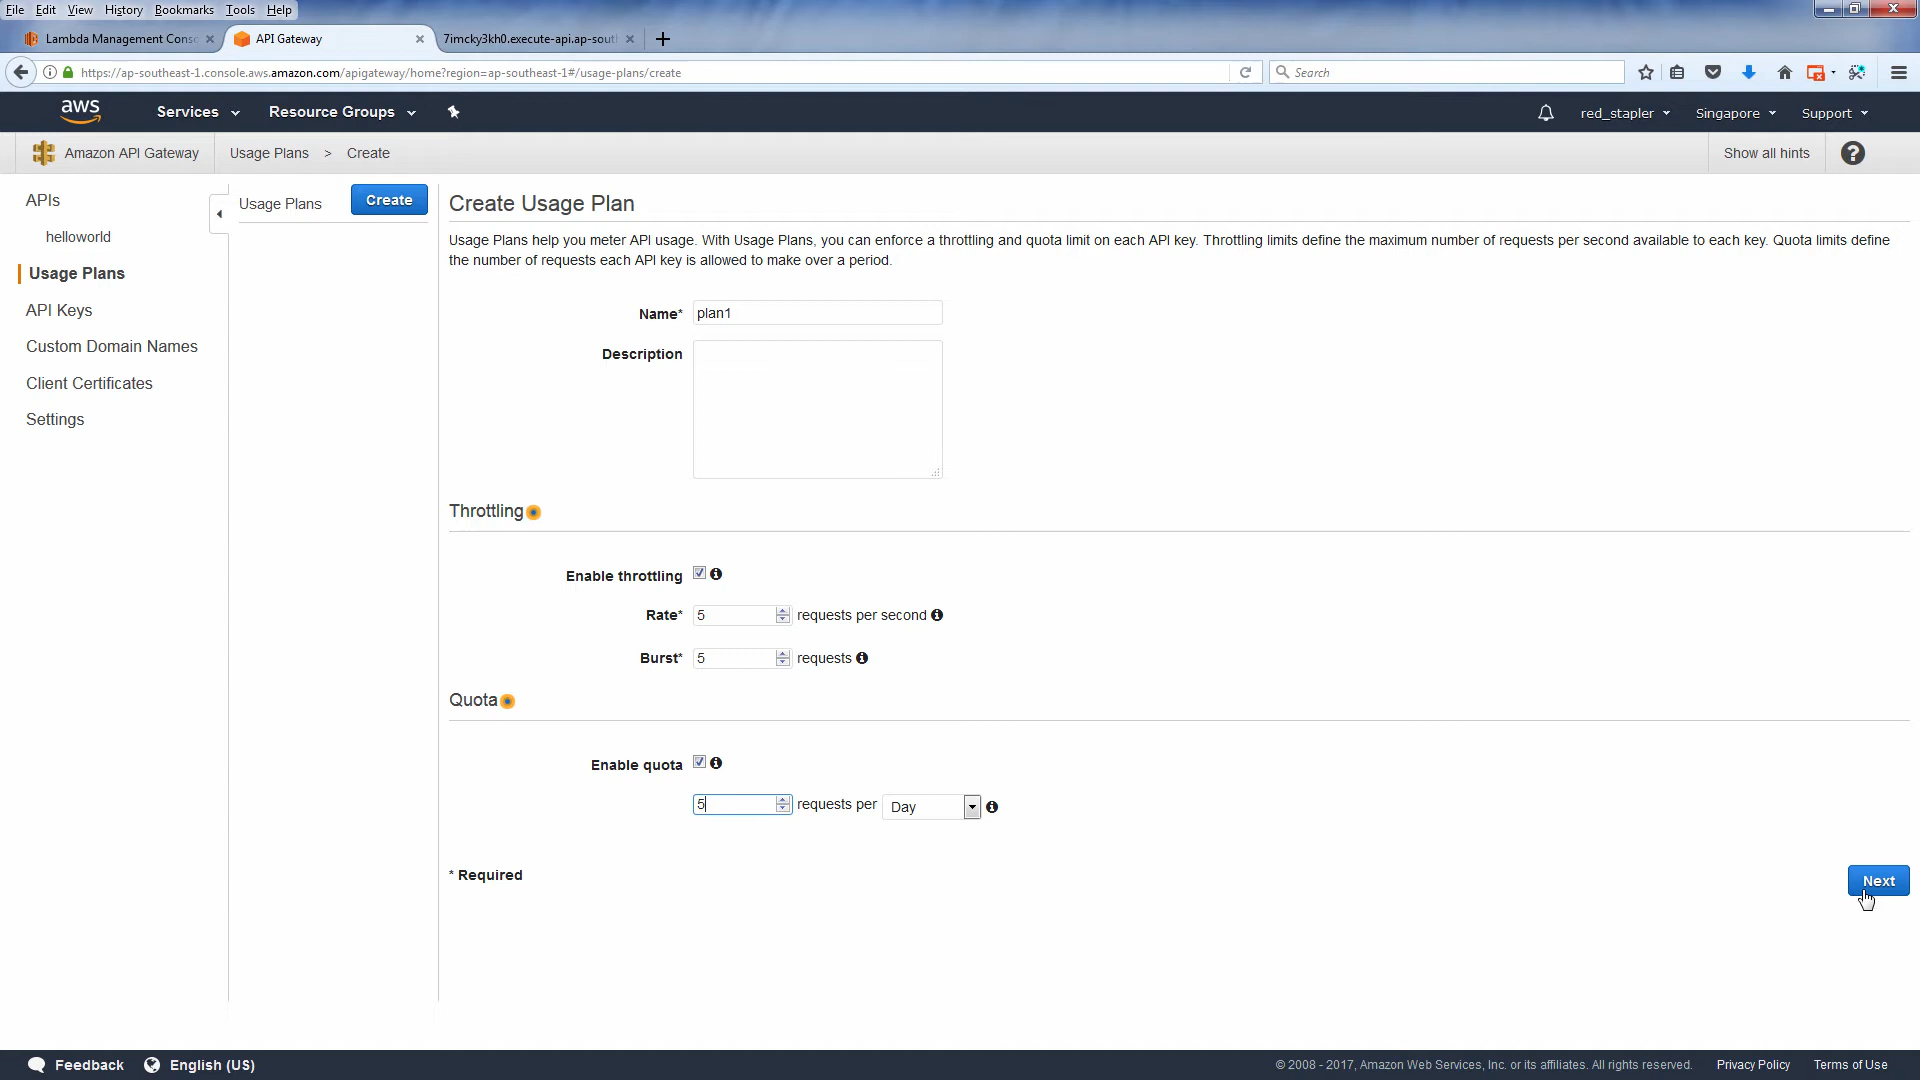 File Edit View History Bookmarks Tools Help
Lambda Management Conso
API Gateway
7imcky3kh0.execute-api.ap-sout
https://ap-southeast-1.console.aws.amazon.com/apigateway/home?region=ap-southeast-1#/usage-plans/create
Search
aws Services Resource Groups red_stapler Singapore Support
Amazon API Gateway Usage Plans > Create Show all hints ?
APIs
helloworld
Usage Plans
API Keys
Custom Domain Names
Client Certificates
Settings
Usage Plans Create
Create Usage Plan
Usage Plans help you meter API usage. With Usage Plans, you can enforce a throttling and quota limit on each API key. Throttling limits define the maximum number of requests per second available to each key. Quota limits define
the number of requests each API key is allowed to make over a period.
Name* plan1
Description
Throttling
Enable throttling
Rate* 5 requests per second
Burst* 5 requests
Quota
Enable quota
5 requests per Day
* Required
Next
Feedback English (US) © 2008 - 2017, Amazon Web Services, Inc. or its affiliates. All rights reserved. Privacy Policy Terms of Use